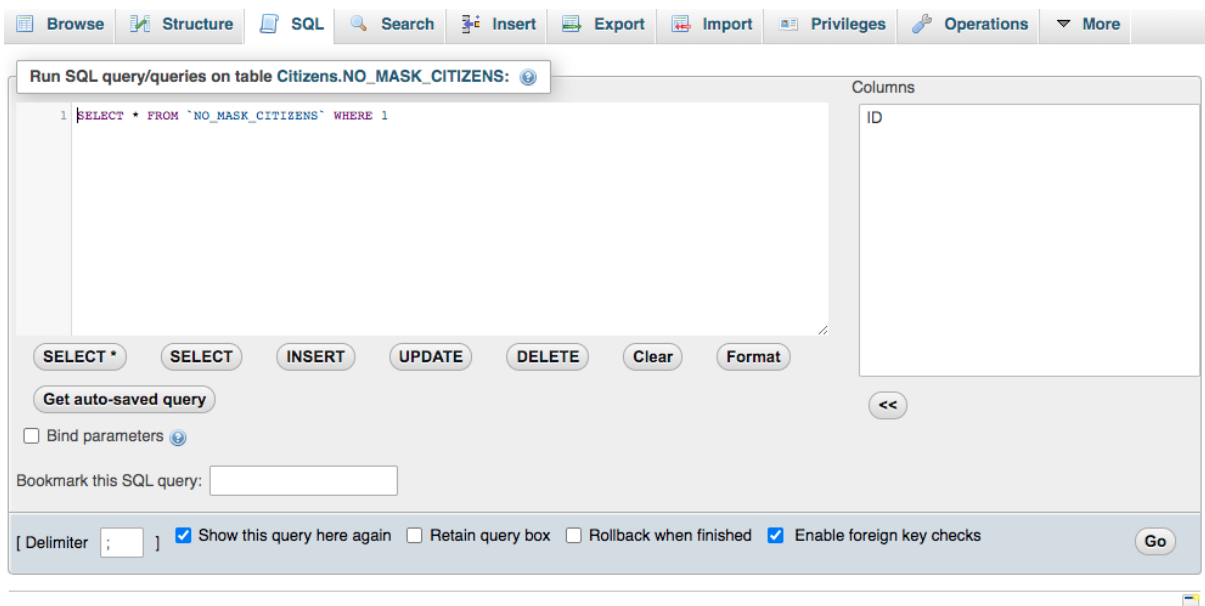 Browse Structure SQL Search Insert Export Import Privileges Operations More
Run SQL query/queries on table Citizens.NO_MASK_CITIZENS:
Columns
1 SELECT * FROM `NO_MASK_CITIZENS` WHERE 1
ID
SELECT * SELECT INSERT UPDATE DELETE Clear Format
Get auto-saved query
<<
Bind parameters
Bookmark this SQL query:
[ Delimiter ; ] Show this query here again Retain query box Rollback when finished Enable foreign key checks
Go